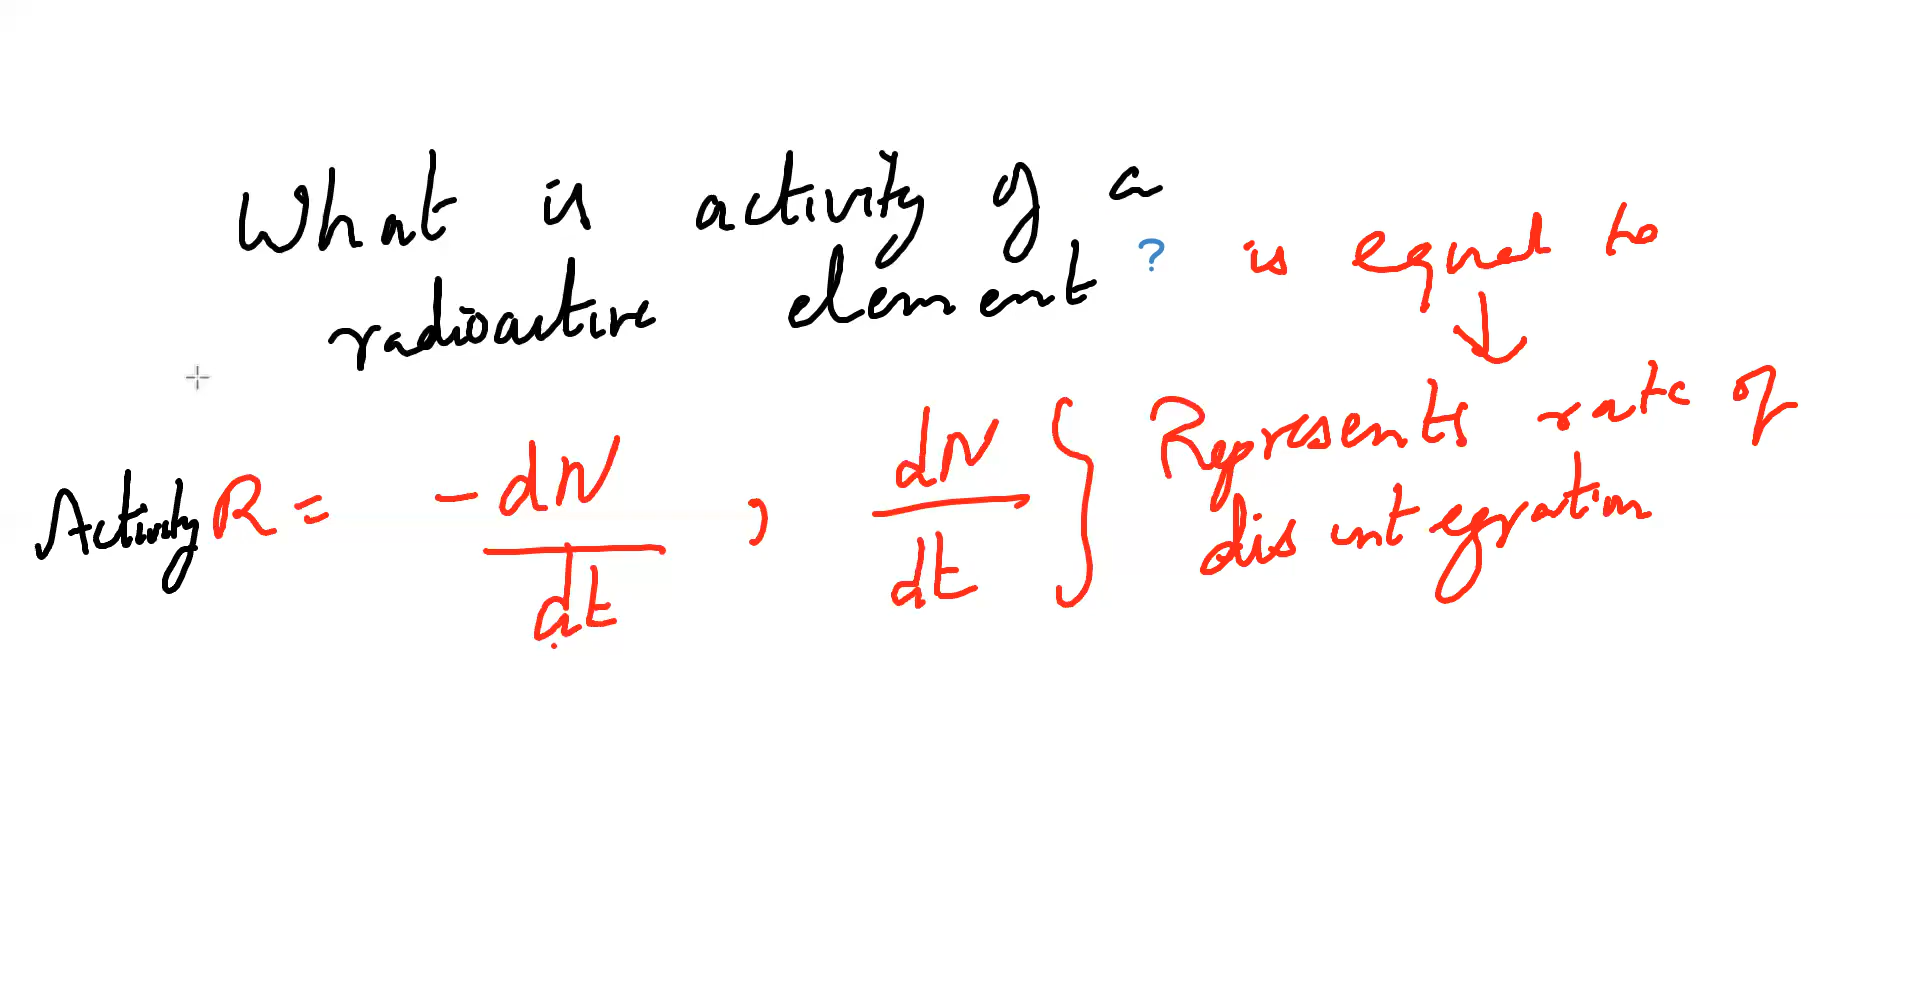 What is activity of a
radioactive element ? is equal to
Activity R = -dN/dt , dN/dt } Represents rate of
disintegration